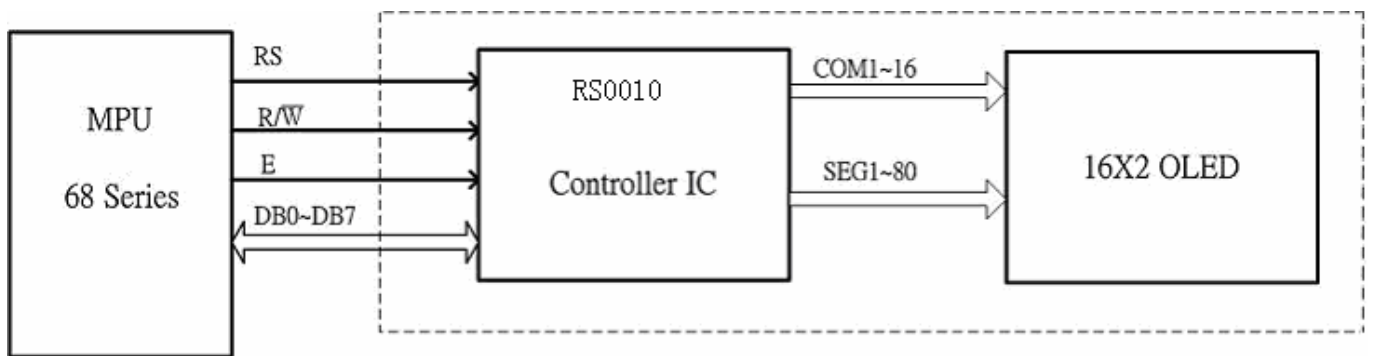 MPU
68 Series
RS
R/W̅
E
DB0~DB7
RS0010
Controller IC
COM1~16
SEG1~80
16X2 OLED